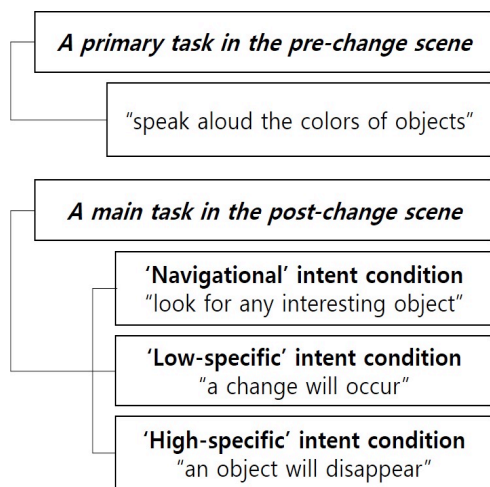 A primary task in the pre-change scene
“speak aloud the colors of objects”
A main task in the post-change scene
‘Navigational’ intent condition
“look for any interesting object”
‘Low-specific’ intent condition
“a change will occur”
‘High-specific’ intent condition
“an object will disappear”